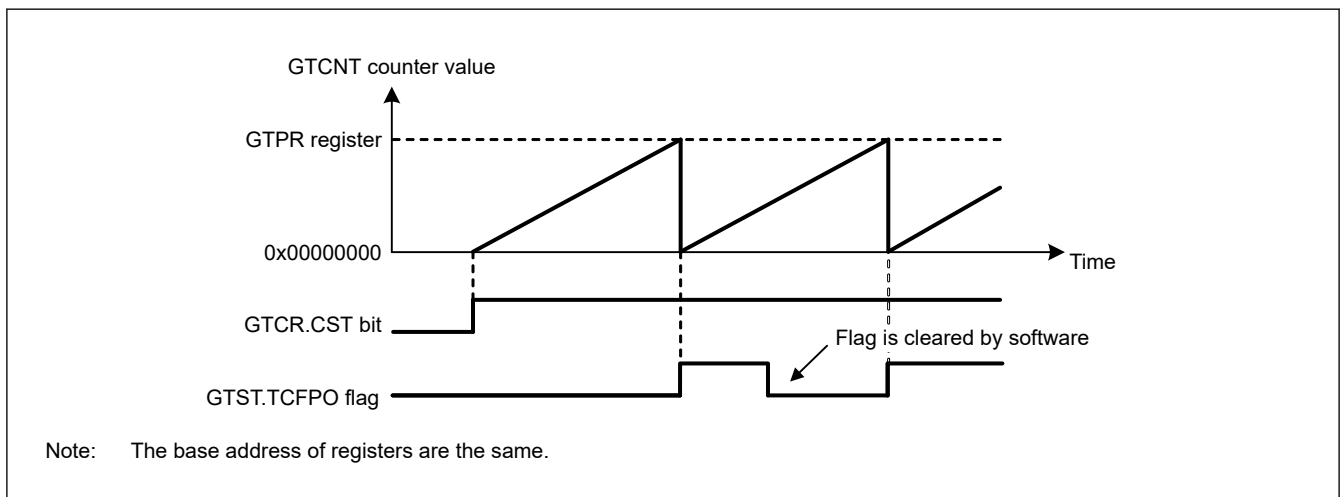 GTCNT counter value
GTPR register
0x00000000
Time
GTCR.CST bit
Flag is cleared by software
GTST.TCFPO flag
Note: The base address of registers are the same.